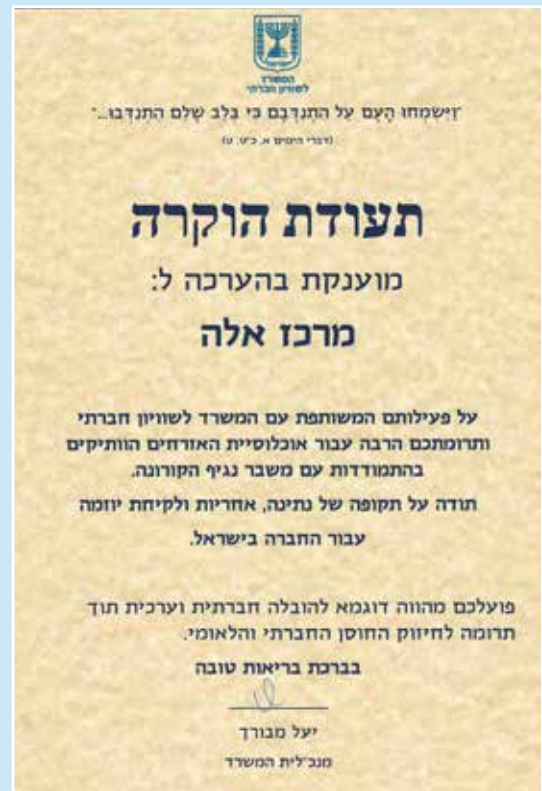 המשרד
לשוויון חברתי
"וַיִּשְׂמְחוּ הָעָם עַל הִתְנַדְּבָם כִּי בְּלֵב שָׁלֵם הִתְנַדְּבוּ..."
(דברי הימים א, כ"ט, ט)
תעודת הוקרה
מוענקת בהערכה ל:
מרכז אלה
על פעילותם המשותפת עם המשרד לשוויון חברתי
ותרומתכם הרבה עבור אוכלוסיית האזרחים הוותיקים
בהתמודדות עם משבר נגיף הקורונה.
תודה על תקופה של נתינה, אחריות ולקיחת יוזמה
עבור החברה בישראל.
פועלכם מהווה דוגמא להובלה חברתית וערכית תוך
תרומה לחיזוק החוסן החברתי והלאומי.
בברכת בריאות טובה
יעל מבורך
מנכ"לית המשרד